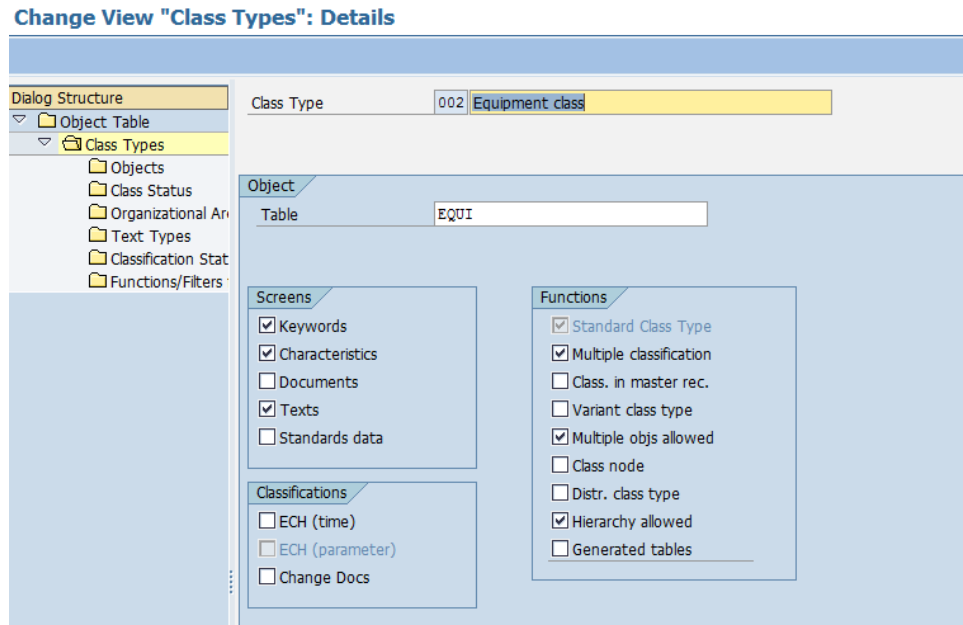 Change View "Class Types": Details
Dialog Structure
Object Table
Class Types
Objects
Class Status
Organizational Are
Text Types
Classification Stat
Functions/Filters
Class Type 002 Equipment class
Object
Table EQUI
Screens
Keywords
Characteristics
Documents
Texts
Standards data
Classifications
ECH (time)
ECH (parameter)
Change Docs
Functions
Standard Class Type
Multiple classification
Class. in master rec.
Variant class type
Multiple objs allowed
Class node
Distr. class type
Hierarchy allowed
Generated tables